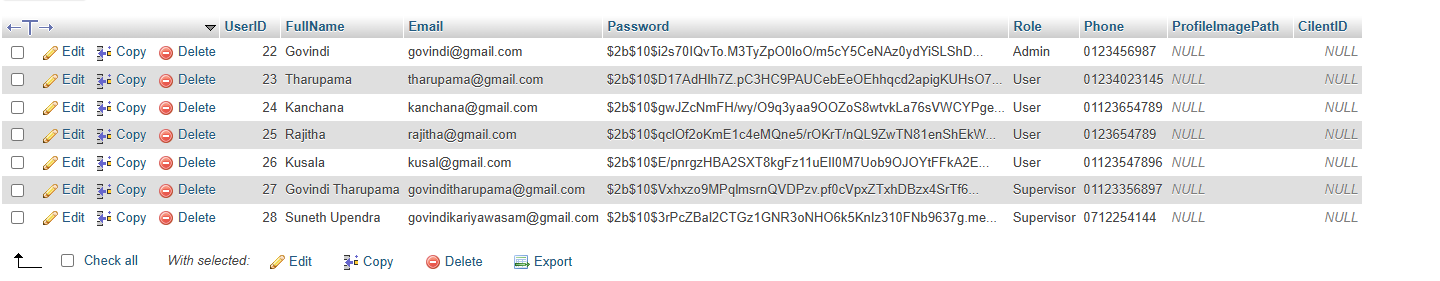 UserID FullName Email Password Role Phone ProfileImagePath CilentID
Edit Copy Delete 22 Govindi govindi@gmail.com $2b$10$i2s70IQvTo.M3TyZpO0IoO/m5cY5CeNAz0ydYiSLShD... Admin 0123456987 NULL NULL
Edit Copy Delete 23 Tharupama tharupama@gmail.com $2b$10$D17AdHlh7Z.pC3HC9PAUCebEeOEhhqcd2apigKUHsO7... User 01234023145 NULL NULL
Edit Copy Delete 24 Kanchana kanchana@gmail.com $2b$10$gwJZcNmFH/wy/O9q3yaa9OOZoS8wtvkLa76sVWCYPge... User 01123654789 NULL NULL
Edit Copy Delete 25 Rajitha rajitha@gmail.com $2b$10$qclOf2oKmE1c4eMQne5/rOKrT/nQL9ZwTN81enShEkW... User 0123654789 NULL NULL
Edit Copy Delete 26 Kusala kusal@gmail.com $2b$10$E/pnrgzHBA2SXT8kgFz11uEII0M7Uob9OJOYtFFkA2E... User 01123547896 NULL NULL
Edit Copy Delete 27 Govindi Tharupama govinditharupama@gmail.com $2b$10$Vxhxzo9MPqlmsrnQVDPzv.pf0cVpxZTxhDBzx4SrTf6... Supervisor 01123356897 NULL NULL
Edit Copy Delete 28 Suneth Upendra govindikariyawasam@gmail.com $2b$10$3rPcZBal2CTGz1GNR3oNHO6k5Knlz310FNb9637g.me... Supervisor 0712254144 NULL NULL
Check all With selected: Edit Copy Delete Export